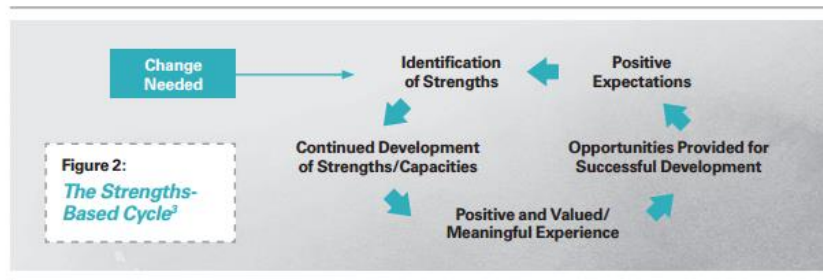 Change
Needed
Identification
of Strengths
Positive
Expectations
Continued Development
of Strengths/Capacities
Opportunities Provided for
Successful Development
Positive and Valued/
Meaningful Experience
Figure 2:
The Strengths-
Based Cycle³